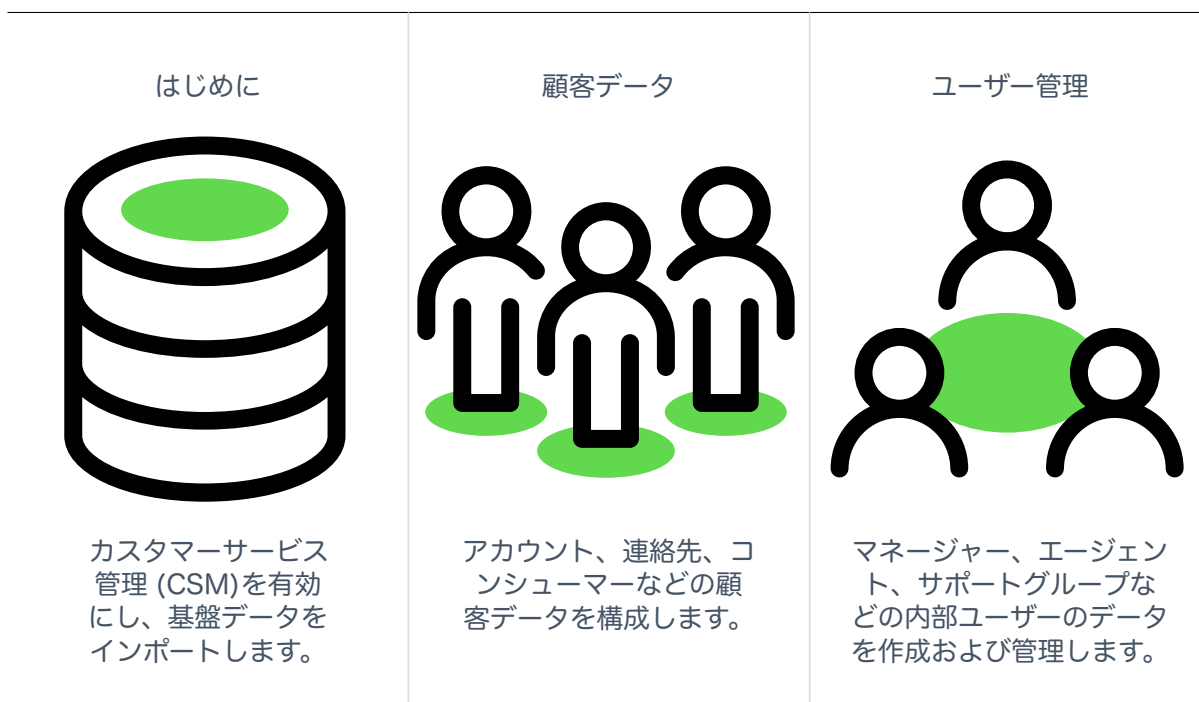 はじめに
カスタマーサービス
管理 (CSM)を有効
にし、基盤データを
インポートします。
顧客データ
アカウント、連絡先、コ
ンシューマーなどの顧
客データを構成します。
ユーザー管理
マネージャー、エージェン
ト、サポートグループな
どの内部ユーザーのデータ
を作成および管理します。